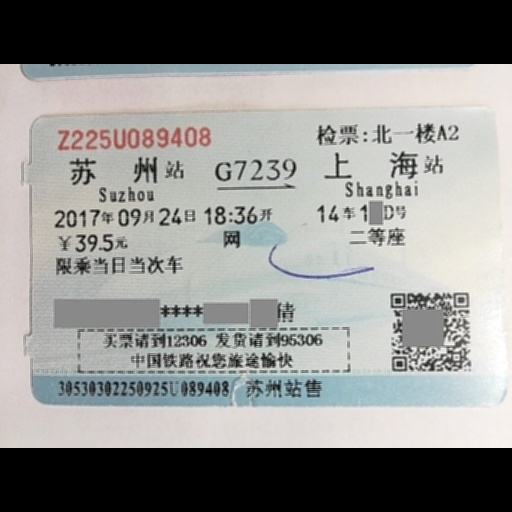 Z225U089408 检票:北一楼A2
苏州站 G7239 上海站
Suzhou Shanghai
2017年09月24日 18:36开 14车1 D号
¥39.5元 网 二等座
限乘当日当次车
**** 倩
买票请到12306 发货请到95306
中国铁路祝您旅途愉快
30530302250925U089408 苏州站售